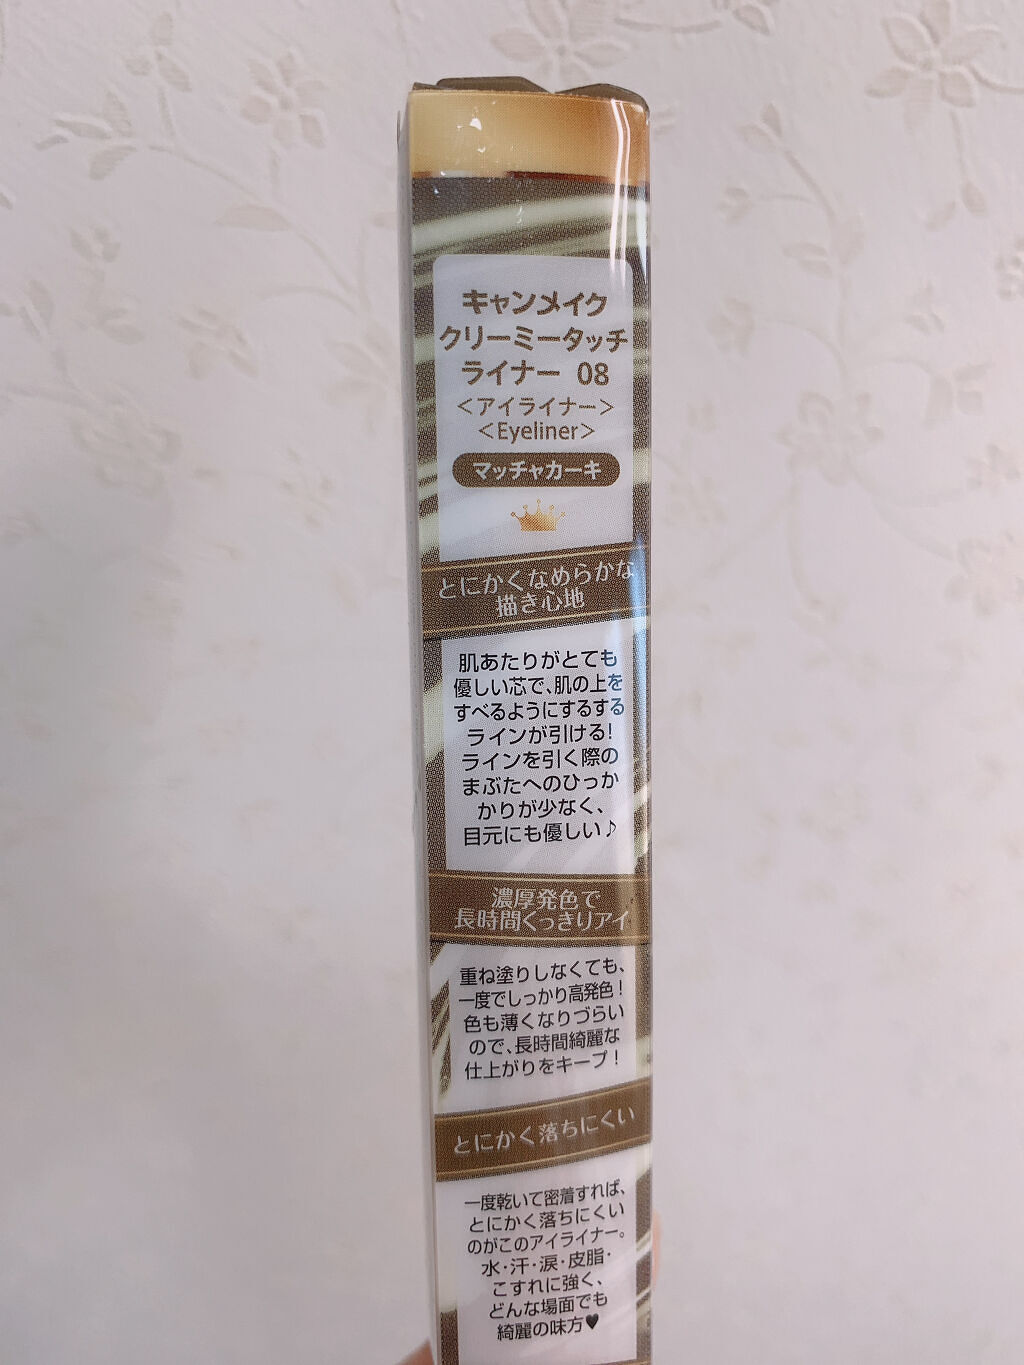 キャンメイク
クリーミータッチ
ライナー 08
＜アイライナー＞
＜Eyeliner＞
マッチャカーキ
とにかくなめらかな
描き心地
肌あたりがとても
優しい芯で、肌の上を
すべるようにするする
ラインが引ける!
ラインを引く際の
まぶたへのひっか
かりが少なく、
目元にも優しい♪
濃厚発色で
長時間くっきりアイ
重ね塗りしなくても、
一度でしっかり高発色!
色も薄くなりづらい
ので、長時間綺麗な
仕上がりをキープ!
とにかく落ちにくい
一度乾いて密着すれば、
とにかく落ちにくい
のがこのアイライナー。
水・汗・涙・皮脂・
こすれに強く、
どんな場面でも
綺麗の味方♥